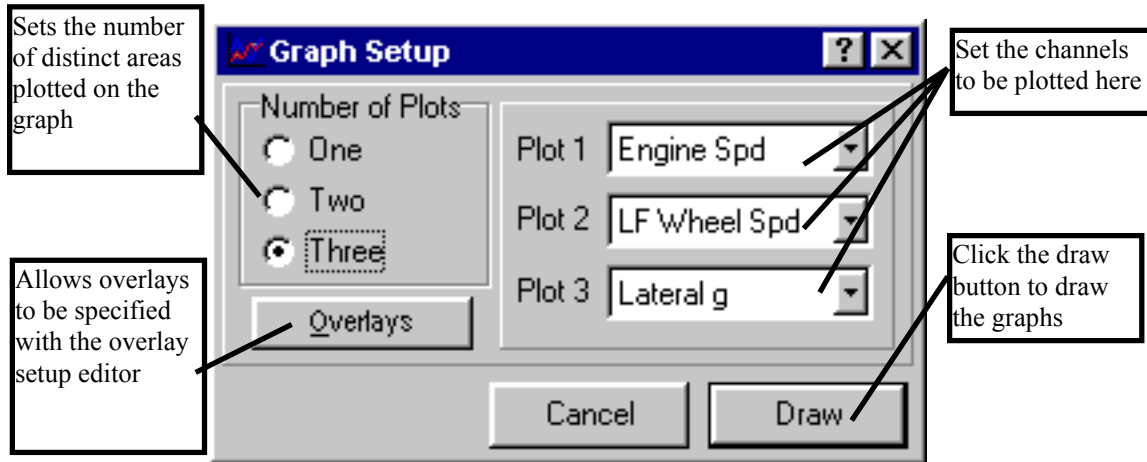 Sets the number
of distinct areas
plotted on the
graph
Allows overlays
to be specified
with the overlay
setup editor
Graph Setup
Number of Plots
One
Two
Three
Overlays
Plot 1 Engine Spd
Plot 2 LF Wheel Spd
Plot 3 Lateral g
Cancel Draw
Set the channels
to be plotted here
Click the draw
button to draw
the graphs